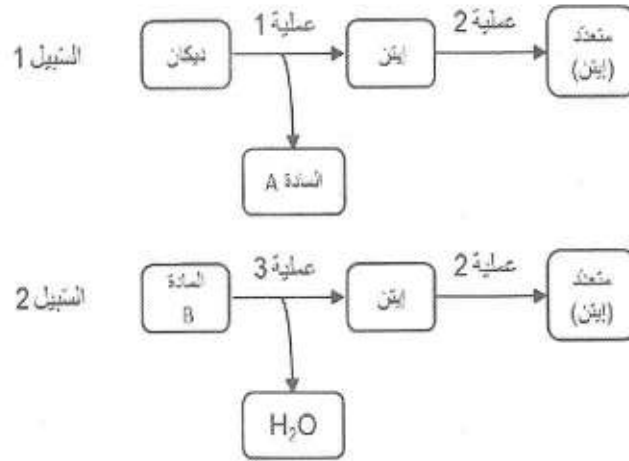 السبيل 1
ديكان
عملية 1
إيثن
عملية 2
متعدد
(إيثن)
المادة A
السبيل 2
المادة
B
عملية 3
إيثن
عملية 2
متعدد
(إيثن)
H₂O